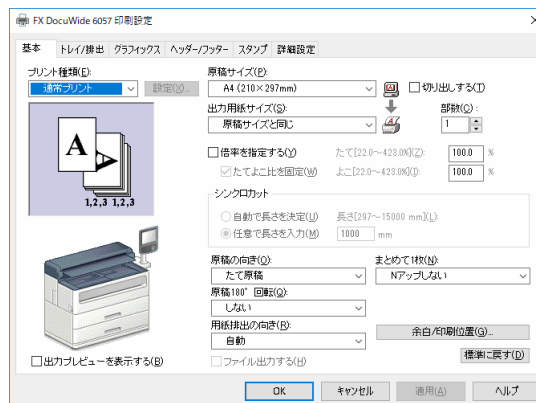 FX DocuWide 6057 印刷設定
基本 トレイ/排出 グラフィックス ヘッダー/フッター スタンプ 詳細設定
プリント種類(E):
通常プリント
設定(X)...
A
1,2,3 1,2,3
出力プレビューを表示する(B)
原稿サイズ(P):
A4 (210×297mm)
切り出しする(T)
出力用紙サイズ(S):
原稿サイズと同じ
部数(C):
1
倍率を指定する(Y)
たて[22.0~423.0%](Z): 100.0 %
たてよこ比を固定(W)
よこ[22.0~423.0%](I): 100.0 %
シンクロカット
自動で長さを決定(U)
長さ[297~15000 mm](L):
任意で長さを入力(M)
1000 mm
原稿の向き(O):
たて原稿
まとめて1枚(N):
Nアップしない
原稿180°回転(Q):
しない
用紙排出の向き(R):
自動
余白/印刷位置(G)...
ファイル出力する(H)
標準に戻す(D)
OK キャンセル 適用(A) ヘルプ